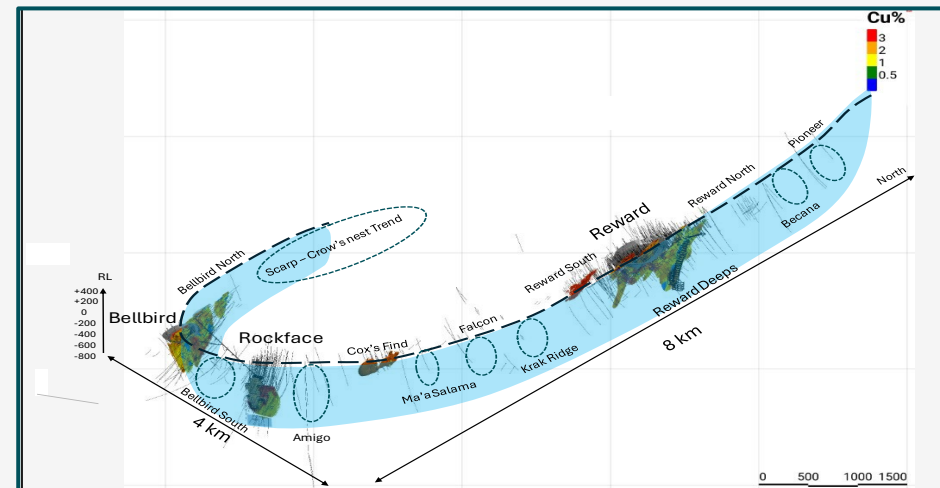 Cu%
3
2
1
0.5
Pioneer
North
Reward North
Becana
Reward
Scarp – Crow's nest Trend
Bellbird North
Reward South
Reward Deeps
RL
+400
+200
0
-200
-400
-600
-800
Bellbird
Rockface
Falcon
Cox's Find
8 km
Krak Ridge
Ma'a Salama
Bellbird South
4 km
Amigo
0 500 1000 1500